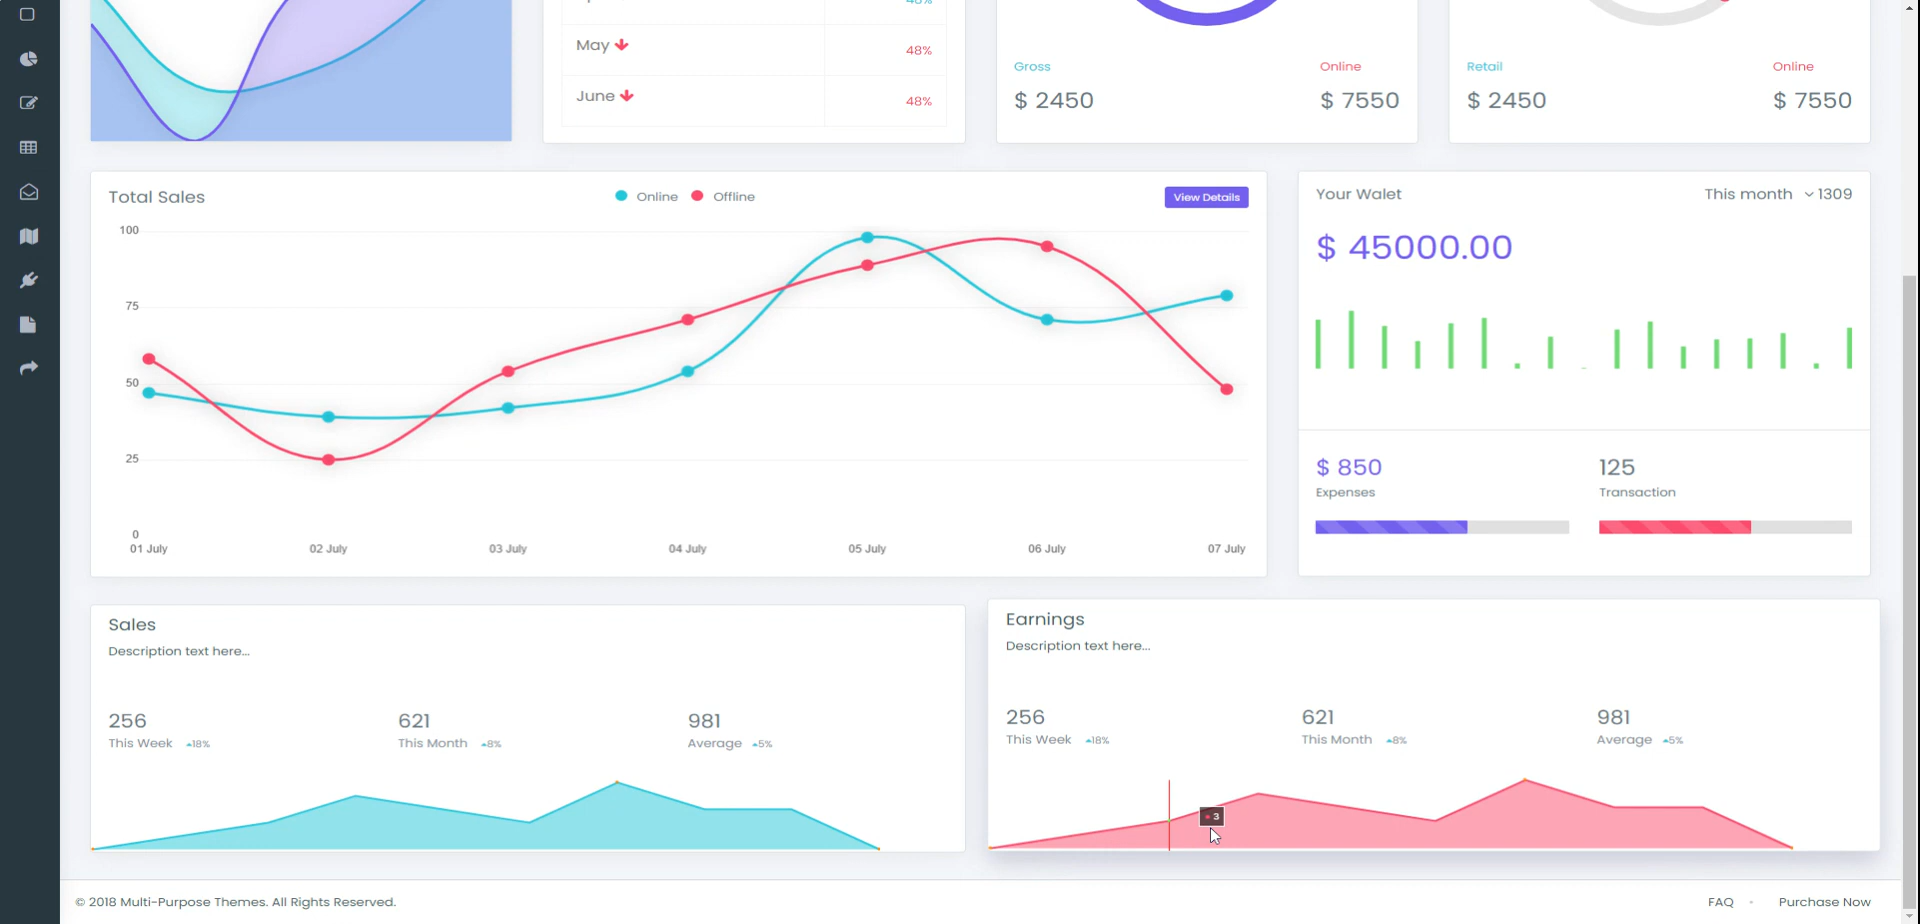 May
48%
June
48%
Gross
Online
$ 2450
$ 7550
Retail
Online
$ 2450
$ 7550
Total Sales
Online
Offline
View Details
100
75
50
25
0
01 July
02 July
03 July
04 July
05 July
06 July
07 July
Your Walet
This month
1309
$ 45000.00
$ 850
Expenses
125
Transaction
Sales
Description text here...
256
621
981
This Week 18%
This Month 8%
Average 5%
Earnings
Description text here...
256
621
981
This Week 18%
This Month 8%
Average 5%
3
© 2018 Multi-Purpose Themes. All Rights Reserved.
FAQ
Purchase Now